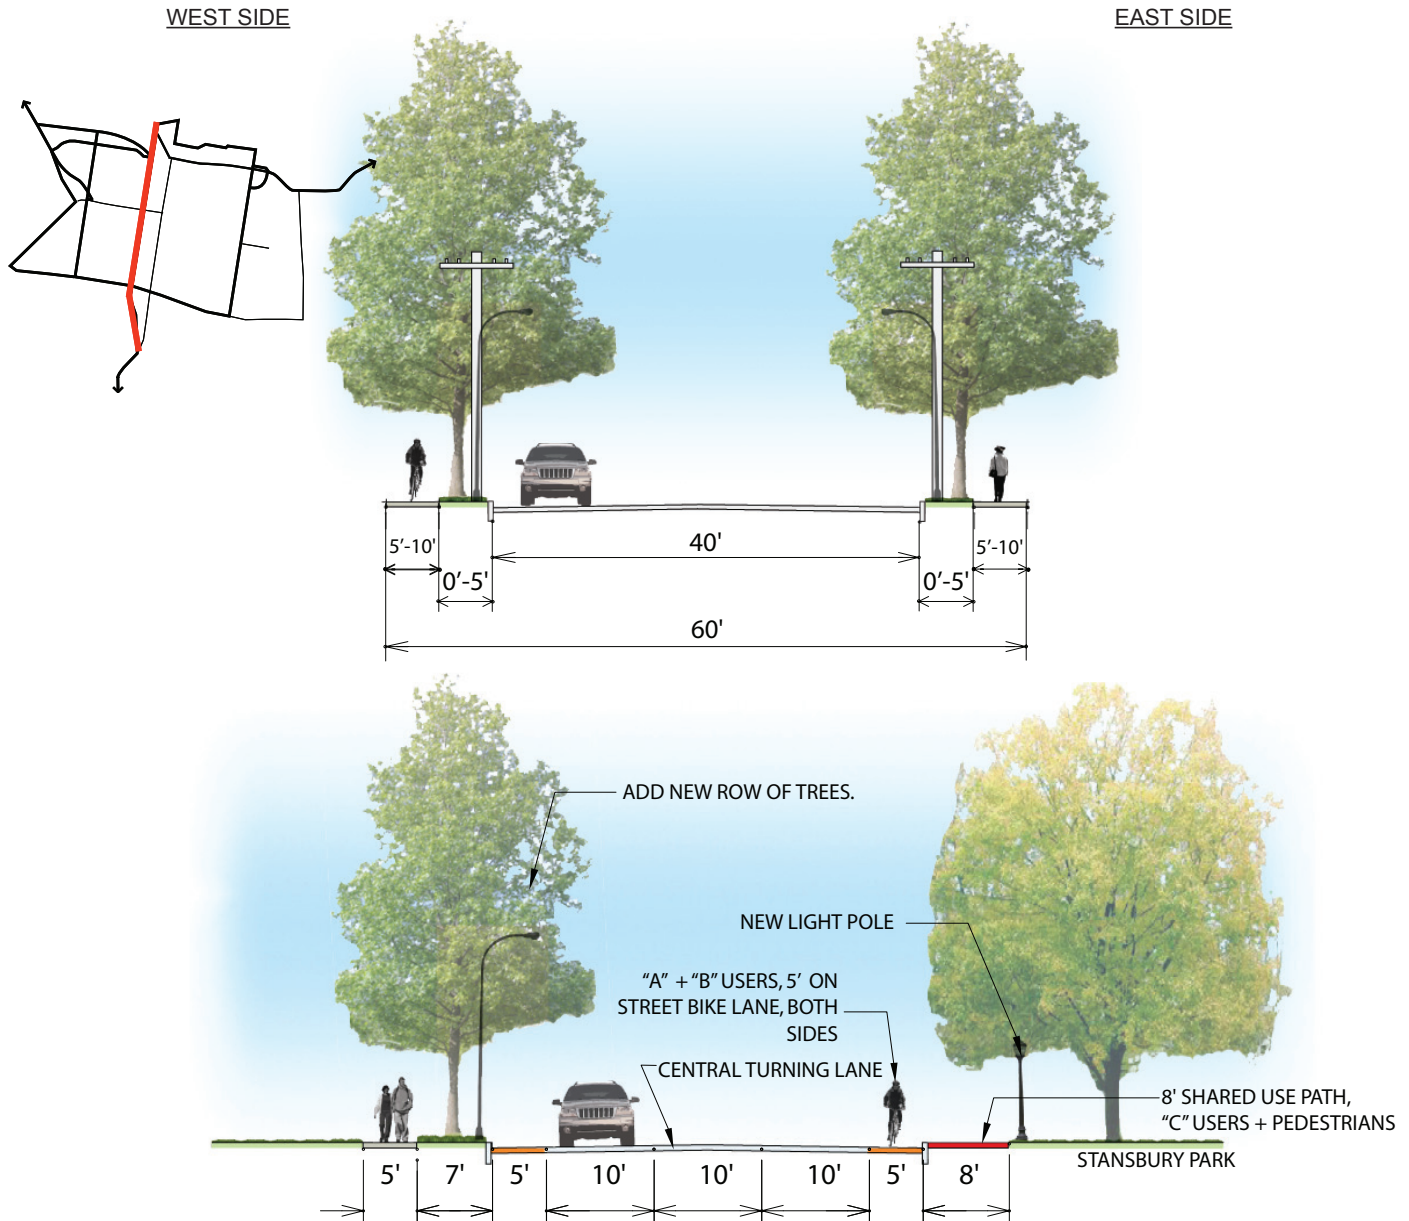 WEST SIDE
EAST SIDE
5'-10'
0'-5'
40'
0'-5'
5'-10'
60'
ADD NEW ROW OF TREES.
NEW LIGHT POLE
“A” + “B” USERS, 5’ ON
STREET BIKE LANE, BOTH
SIDES
CENTRAL TURNING LANE
8' SHARED USE PATH,
“C” USERS + PEDESTRIANS
STANSBURY PARK
5'
7'
5'
10'
10'
10'
5'
8'